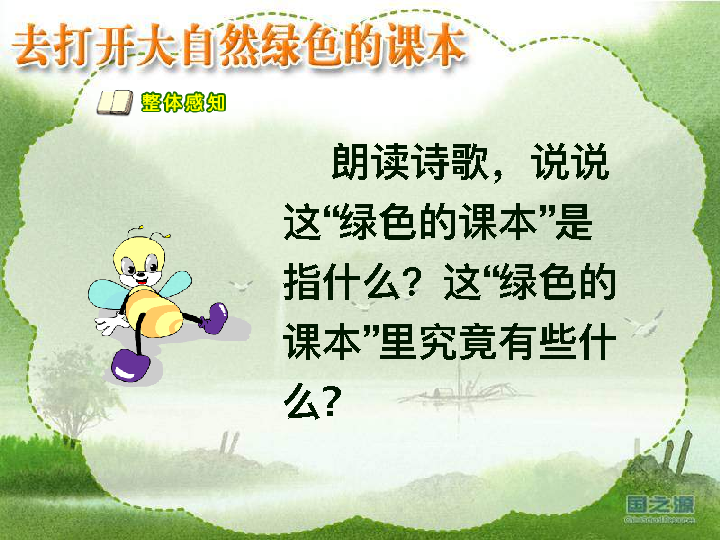 去打开大自然绿色的课本
整体感知
朗读诗歌，说说
这“绿色的课本”是
指什么？这“绿色的
课本”里究竟有些什
么？
国之源